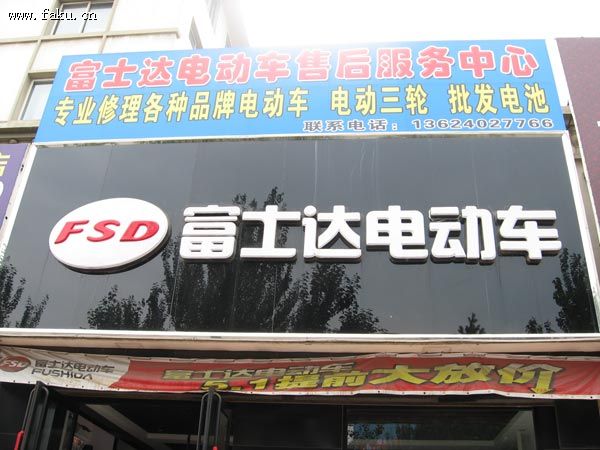 www.faku.cn
富士达电动车售后服务中心
专业修理各种品牌电动车 电动三轮 批发电池
联系电话：13624027766
FSD 富士达电动车
FSD 富士达电动车
FUSHIDA
富士达电动车
5.1提前大放价